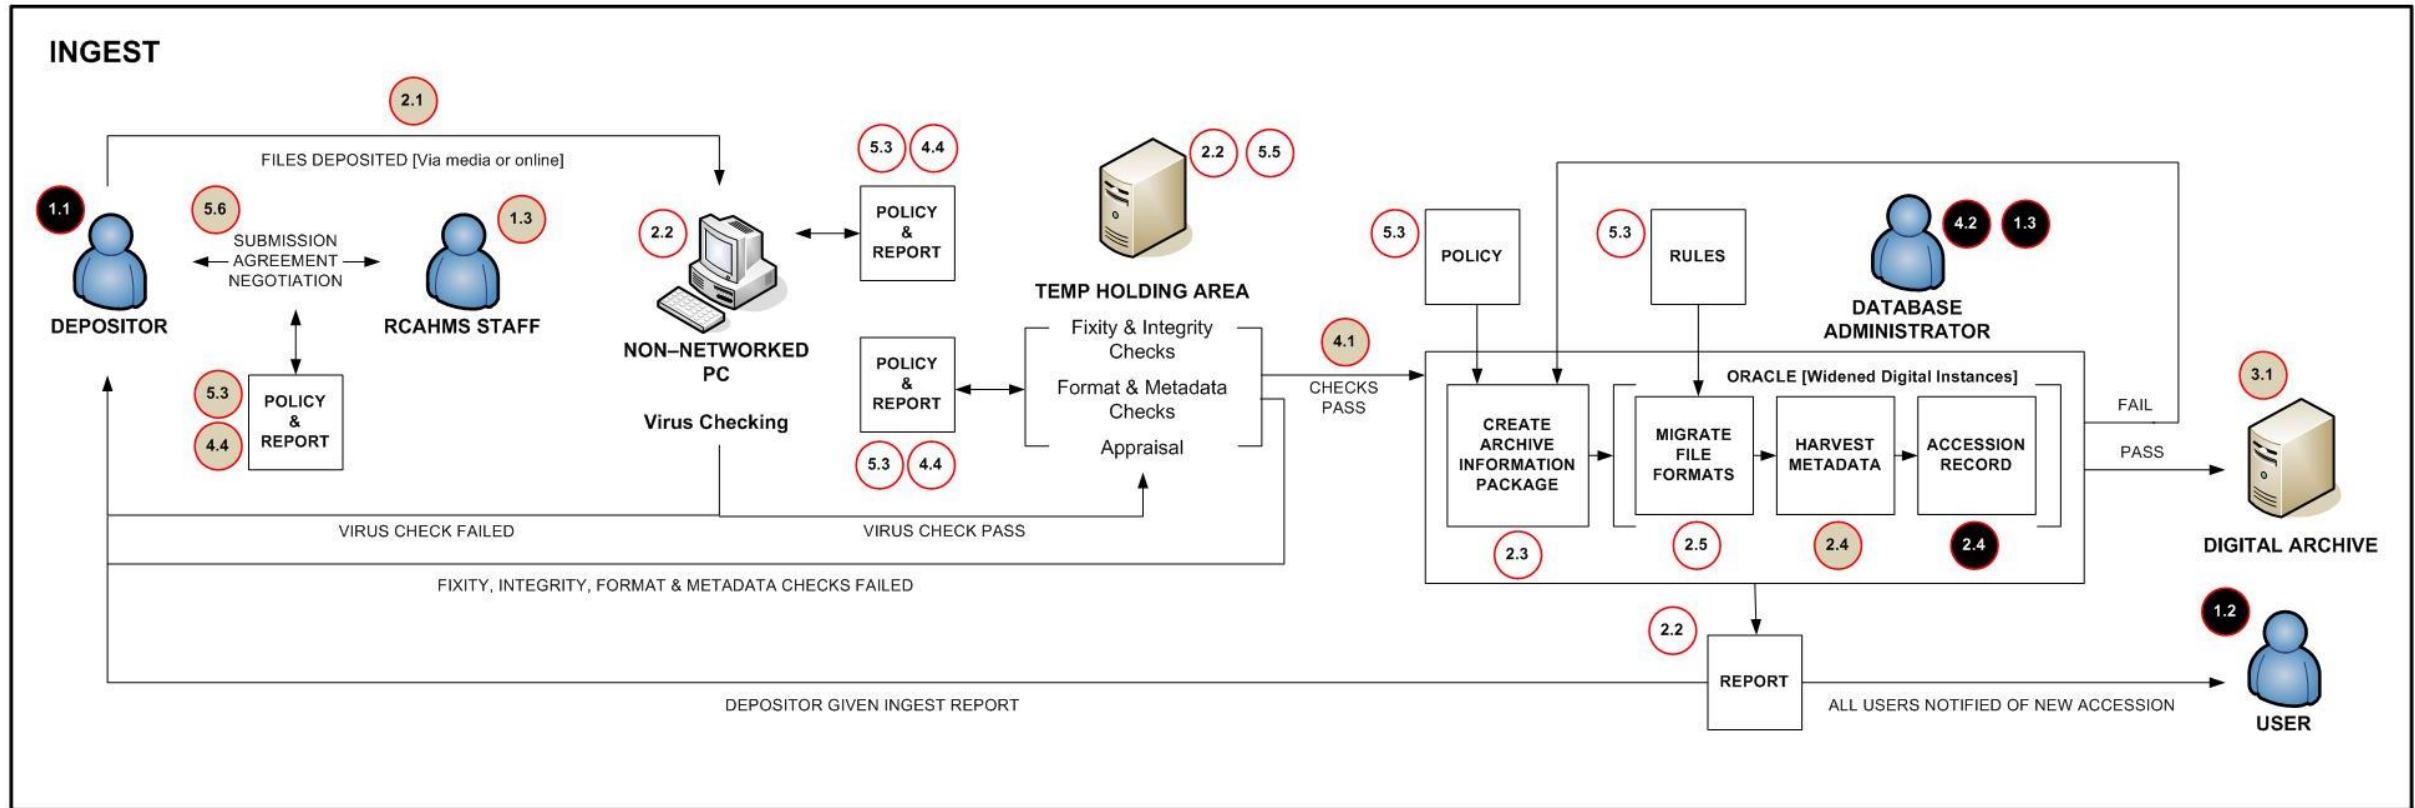 INGEST
2.1
FILES DEPOSITED [Via media or online]
1.1
DEPOSITOR
5.6
SUBMISSION
AGREEMENT
NEGOTIATION
1.3
RCAHMS STAFF
5.3
4.4
POLICY
&
REPORT
2.2
NON–NETWORKED
PC
Virus Checking
5.3
4.4
POLICY
&
REPORT
VIRUS CHECK FAILED
VIRUS CHECK PASS
2.2
5.5
TEMP HOLDING AREA
Fixity & Integrity
Checks
Format & Metadata
Checks
Appraisal
POLICY
&
REPORT
5.3
4.4
FIXITY, INTEGRITY, FORMAT & METADATA CHECKS FAILED
4.1
CHECKS
PASS
5.3
POLICY
5.3
RULES
4.2
1.3
DATABASE
ADMINISTRATOR
ORACLE [Widened Digital Instances]
CREATE
ARCHIVE
INFORMATION
PACKAGE
2.3
MIGRATE
FILE
FORMATS
2.5
HARVEST
METADATA
2.4
ACCESSION
RECORD
2.4
FAIL
PASS
3.1
DIGITAL ARCHIVE
2.2
REPORT
DEPOSITOR GIVEN INGEST REPORT
ALL USERS NOTIFIED OF NEW ACCESSION
1.2
USER